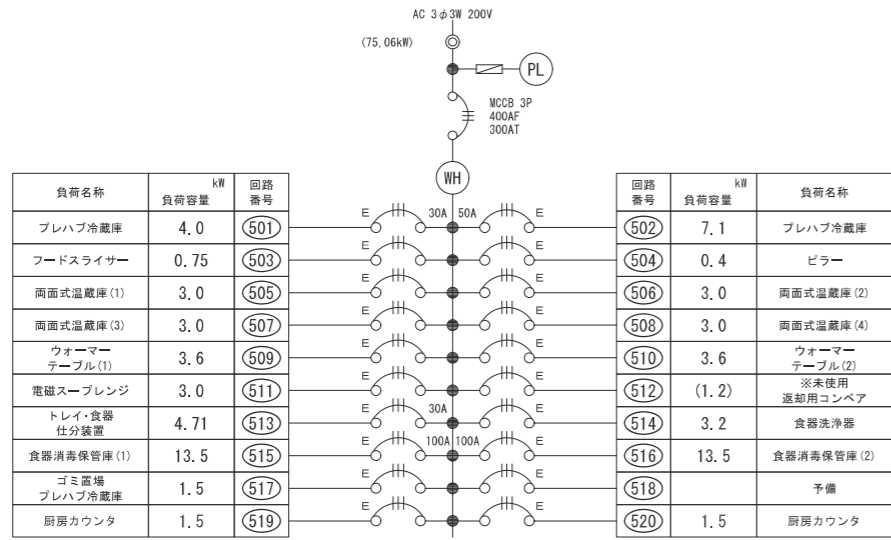 AC 3φ3W 200V
(75,06kW)
PL
MCCB 3P
400AF
300AT
WH
負荷名称 kW 負荷容量 回路番号
プレハブ冷蔵庫 4.0 501 E 30A
フードスライサー 0.75 503 E
両面式温蔵庫(1) 3.0 505 E
両面式温蔵庫(3) 3.0 507 E
ウォーマー
テーブル(1) 3.6 509 E
電磁スープレンジ 3.0 511 E
トレイ・食器
仕分装置 4.71 513 E 30A
食器消毒保管庫(1) 13.5 515 E 100A
ゴミ置場
プレハブ冷蔵庫 1.5 517 E
厨房カウンタ 1.5 519 E
回路番号 kW 負荷容量 負荷名称
50A E 502 7.1 プレハブ冷蔵庫
E 504 0.4 ピラー
E 506 3.0 両面式温蔵庫(2)
E 508 3.0 両面式温蔵庫(4)
E 510 3.6 ウォーマー
テーブル(2)
E 512 (1.2) ※未使用
返却用コンベア
E 514 3.2 食器洗浄器
100A E 516 13.5 食器消毒保管庫(2)
E 518 予備
E 520 1.5 厨房カウンタ